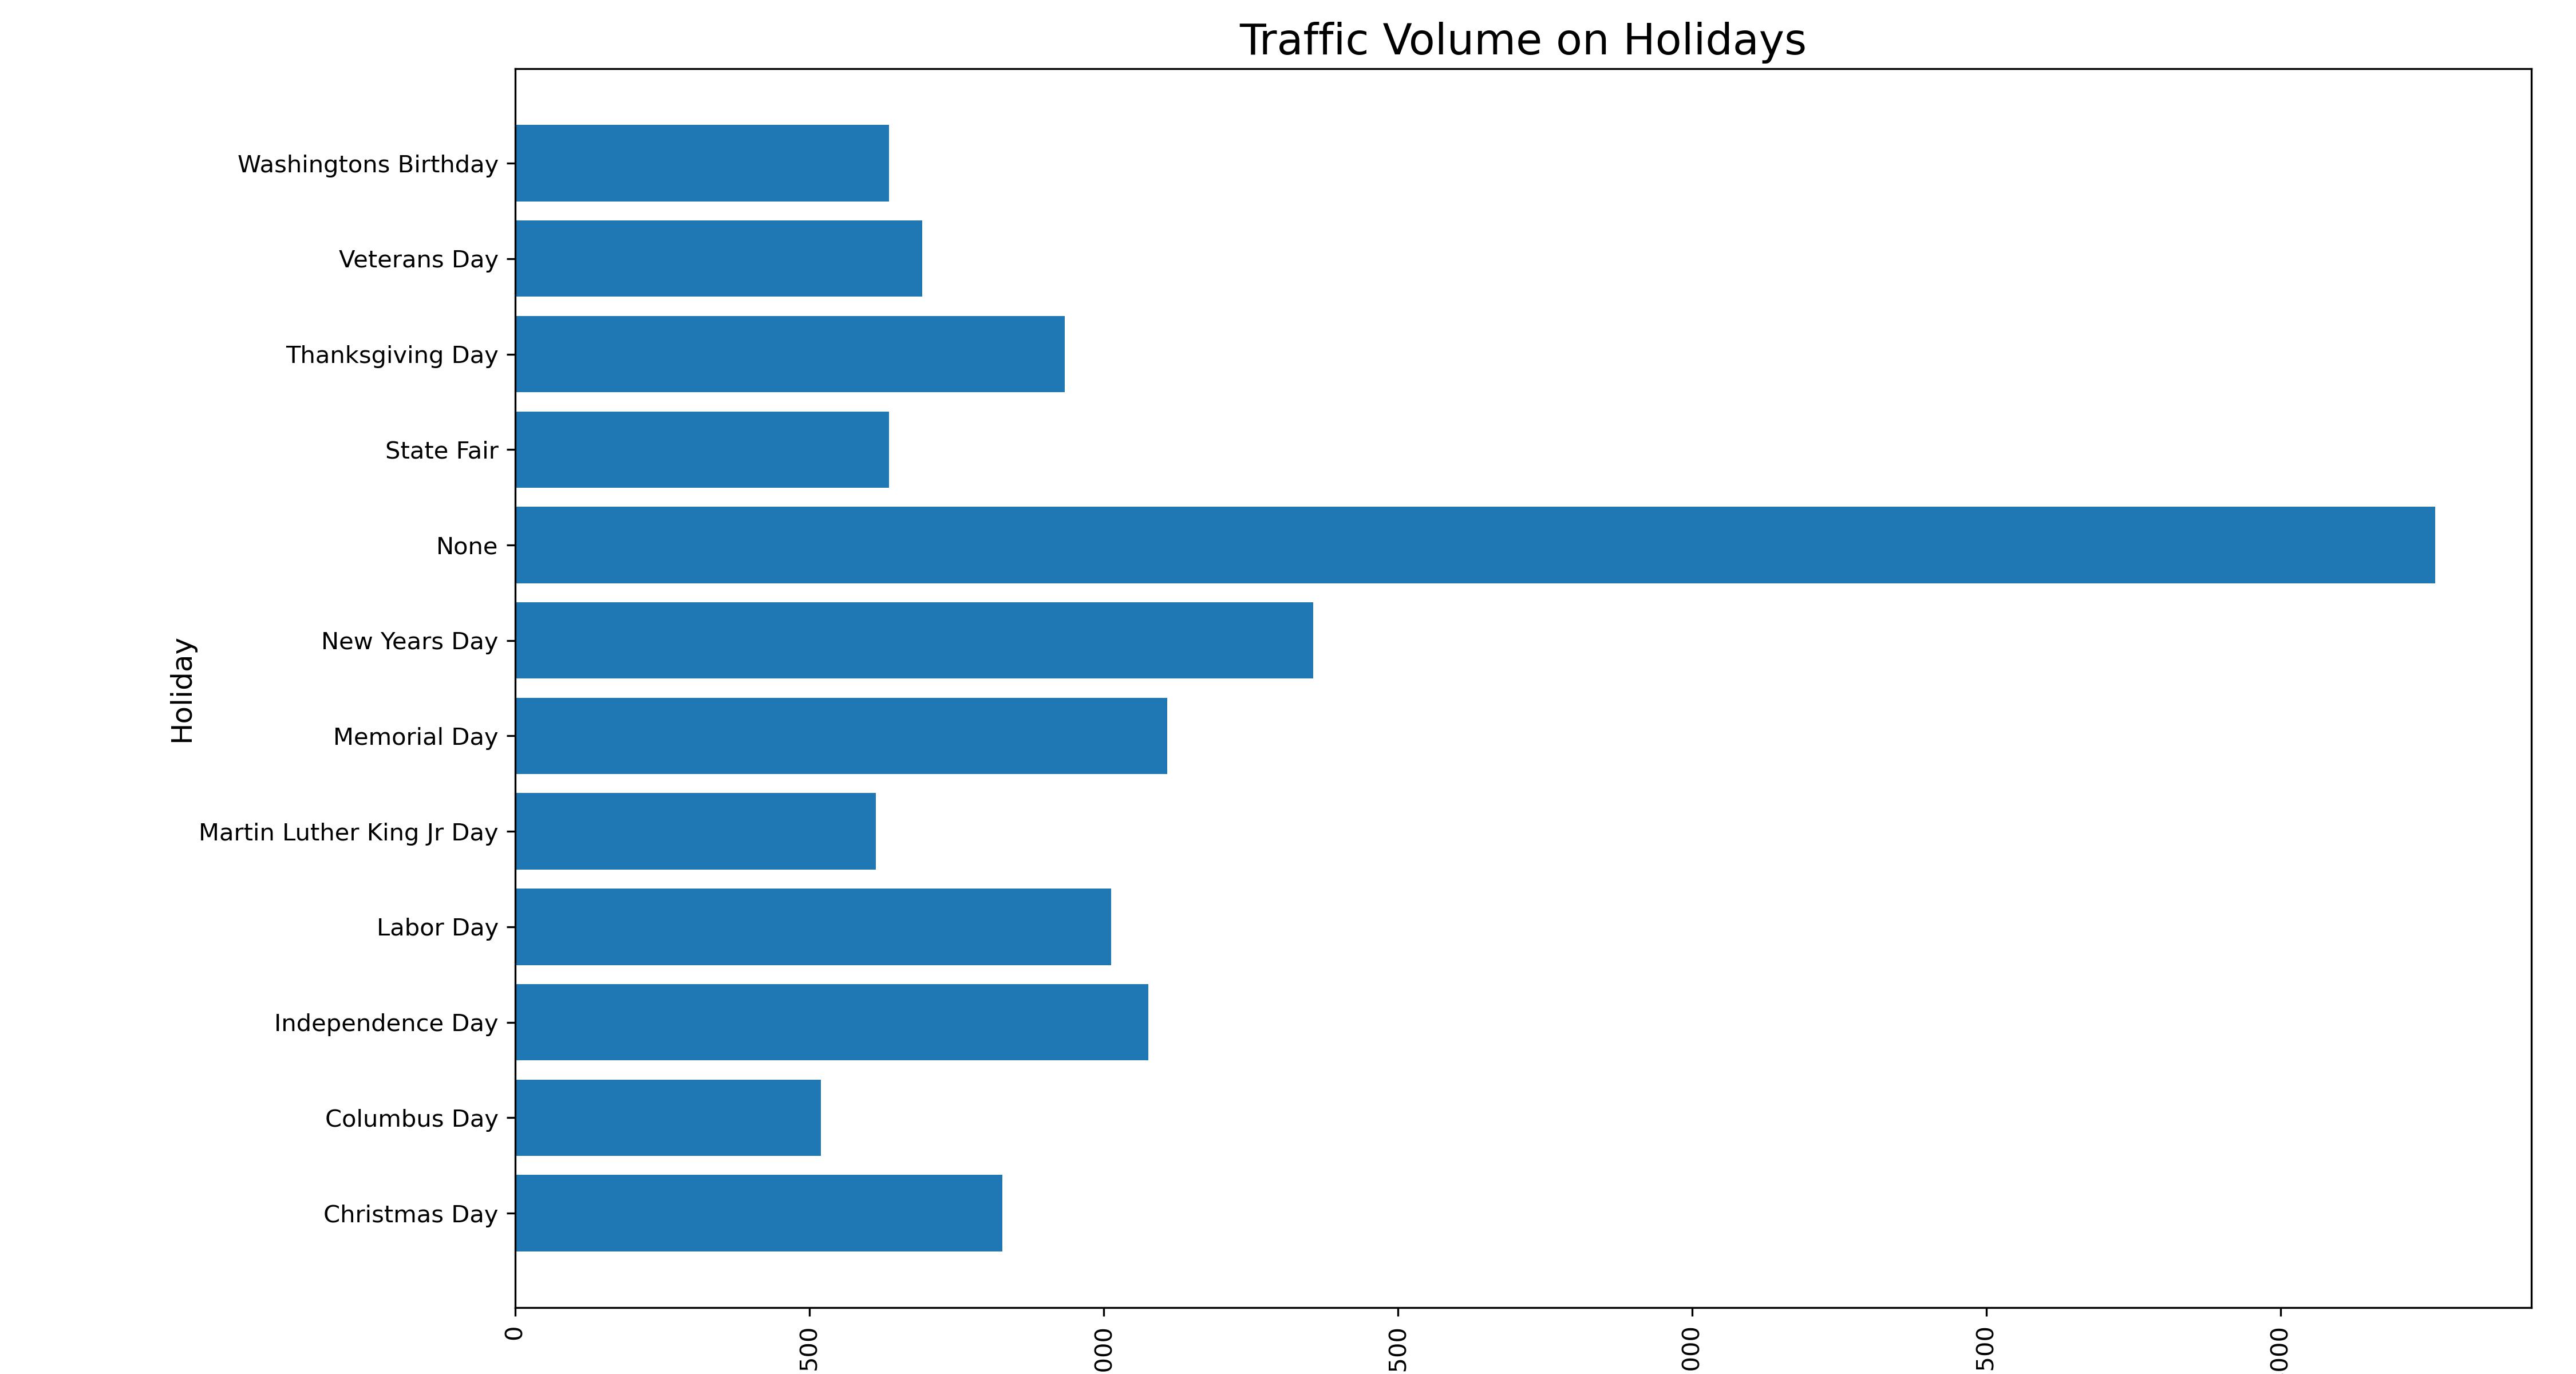 Traffic Volume on Holidays
Washingtons Birthday
Veterans Day
Thanksgiving Day
State Fair
None
New Years Day
Memorial Day
Martin Luther King Jr Day
Labor Day
Independence Day
Columbus Day
Christmas Day
Holiday
0
500
000
500
000
500
000